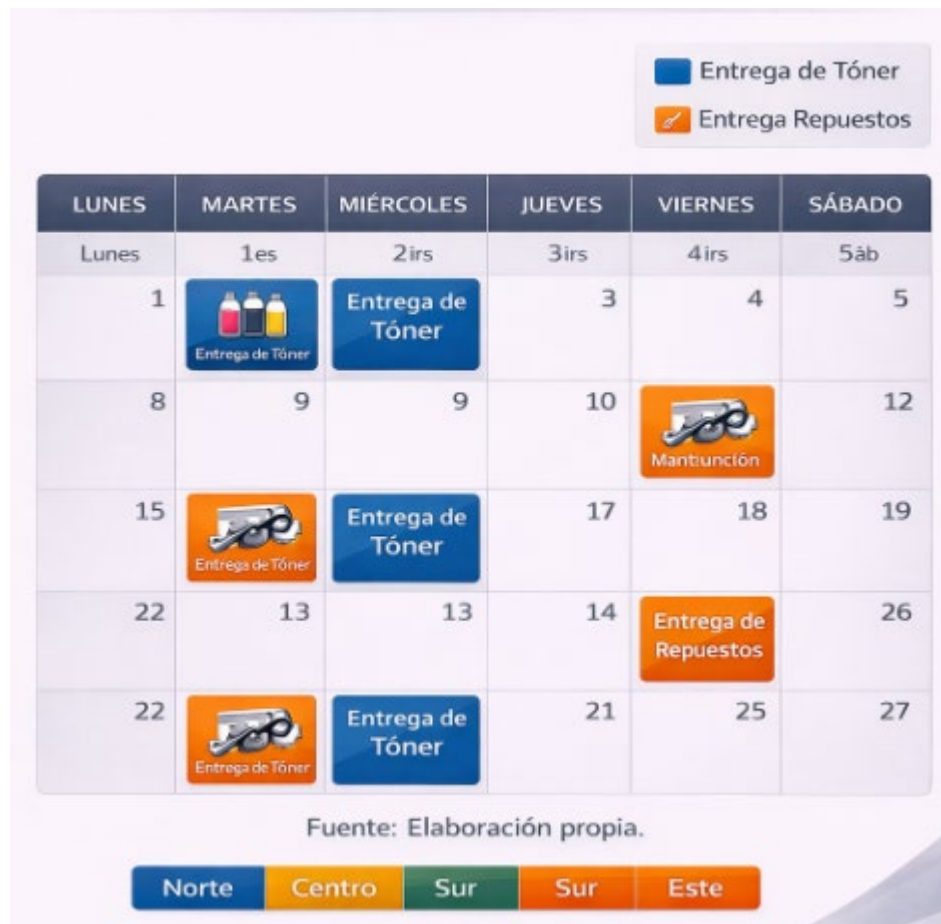 Entrega de Tóner
Entrega Repuestos
LUNES MARTES MIÉRCOLES JUEVES VIERNES SÁBADO
Lunes 1es 2irs 3irs 4irs 5àb
1 Entrega de Tóner Entrega de Tóner 3 4 5
8 9 9 10 Mantıunción 12
15 Entrega de Tóner Entrega de Tóner 17 18 19
22 13 13 14 Entrega de Repuestos 26
22 Entrega de Tóner Entrega de Tóner 21 25 27
Fuente: Elaboración propia.
Norte Centro Sur Sur Este